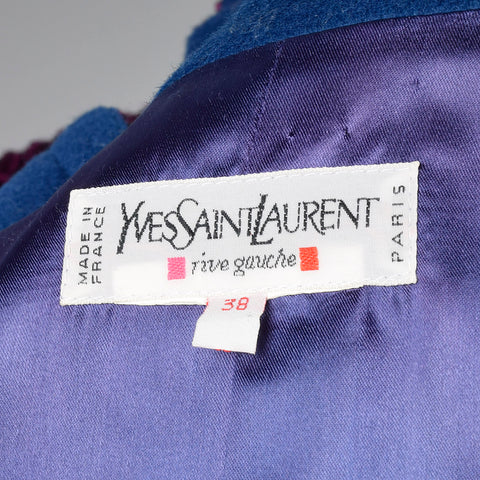 MADE IN
FRANCE
YVESSAINTLAURENT
rive gauche
PARIS
38